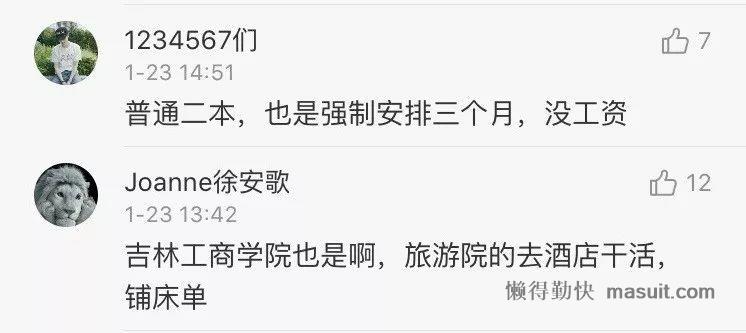 1234567们
7
1-23 14:51
普通二本，也是强制安排三个月，没工资
Joanne徐安歌
12
1-23 13:42
吉林工商学院也是啊，旅游院的去酒店干活，
铺床单
懒得勤快 masuit.com